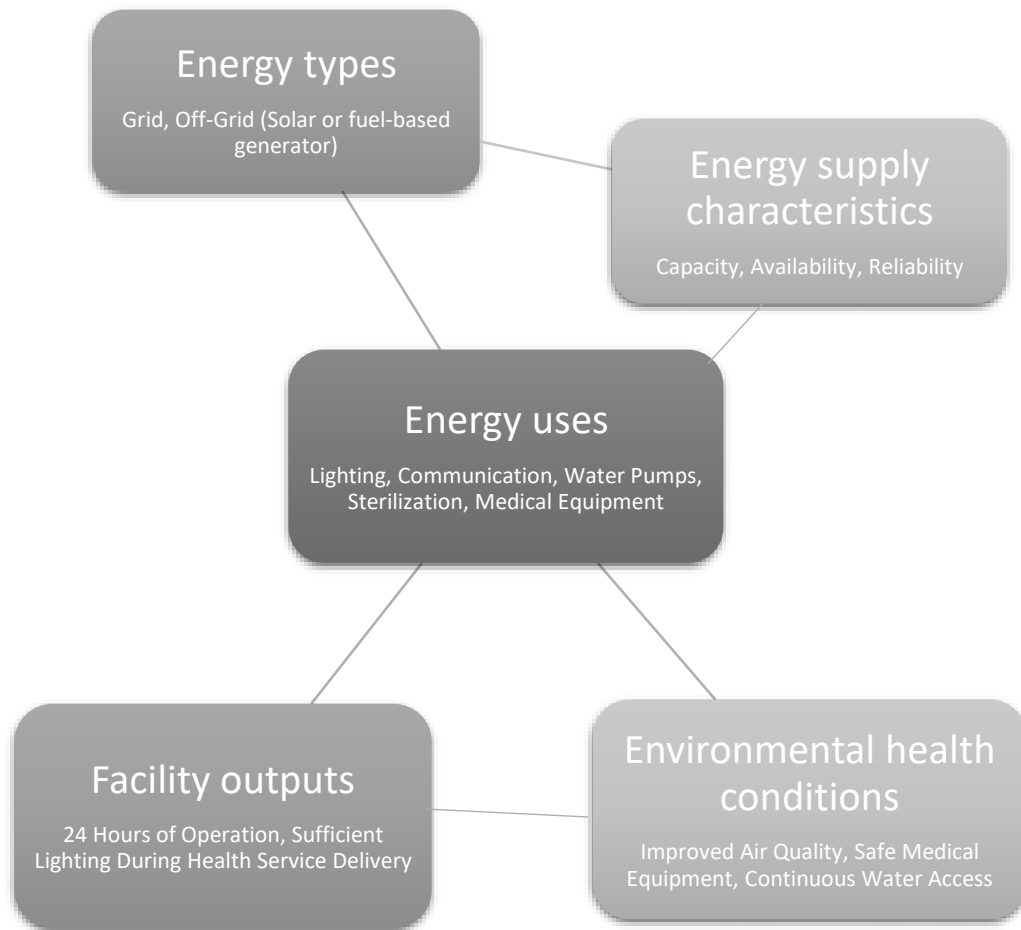 Energy types
Grid, Off-Grid (Solar or fuel-based
generator)
Energy supply
characteristics
Capacity, Availability, Reliability
Energy uses
Lighting, Communication, Water Pumps,
Sterilization, Medical Equipment
Facility outputs
24 Hours of Operation, Sufficient
Lighting During Health Service Delivery
Environmental health
conditions
Improved Air Quality, Safe Medical
Equipment, Continuous Water Access